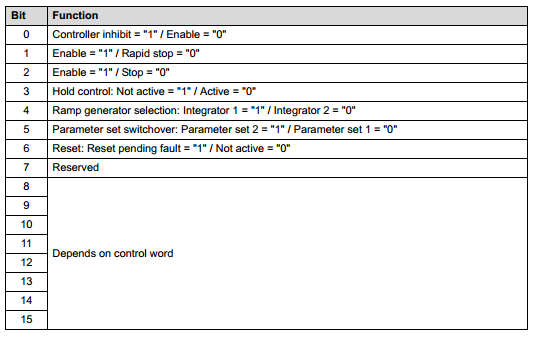 Bit Function
0 Controller inhibit = "1" / Enable = "0"
1 Enable = "1" / Rapid stop = "0"
2 Enable = "1" / Stop = "0"
3 Hold control: Not active = "1" / Active = "0"
4 Ramp generator selection: Integrator 1 = "1" / Integrator 2 = "0"
5 Parameter set switchover: Parameter set 2 = "1" / Parameter set 1 = "0"
6 Reset: Reset pending fault = "1" / Not active = "0"
7 Reserved
8
9
10
11
Depends on control word
12
13
14
15